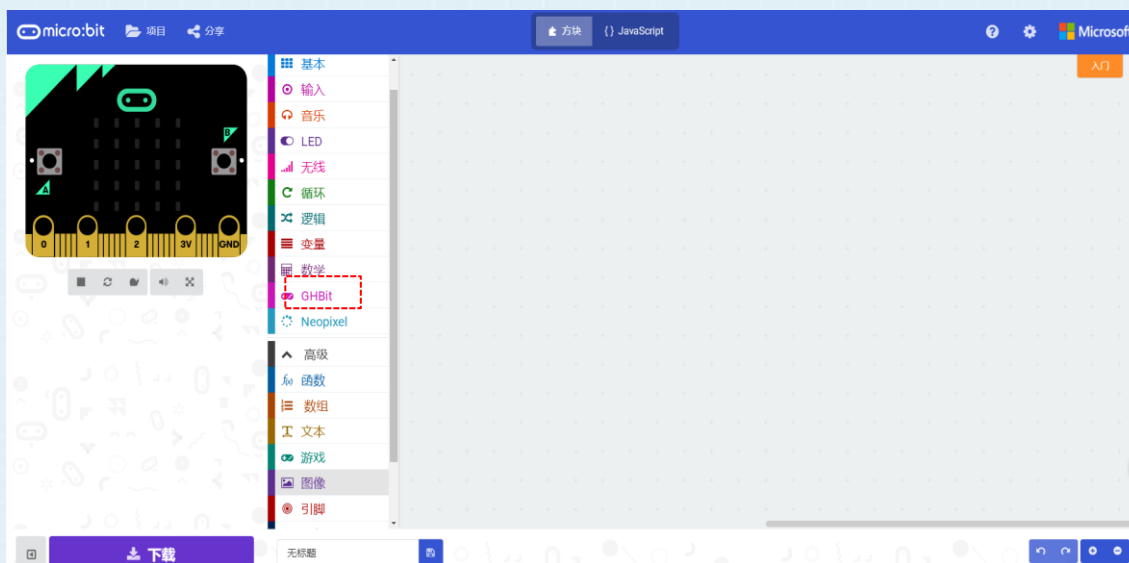 micro:bit 项目 分享 方块 {} JavaScript Microsoft
入门
基本
输入
音乐
LED
无线
循环
逻辑
变量
数学
GHBit
Neopixel
高级
函数
数组
文本
游戏
图像
引脚
B
A
0 1 2 3V GND
下载
无标题